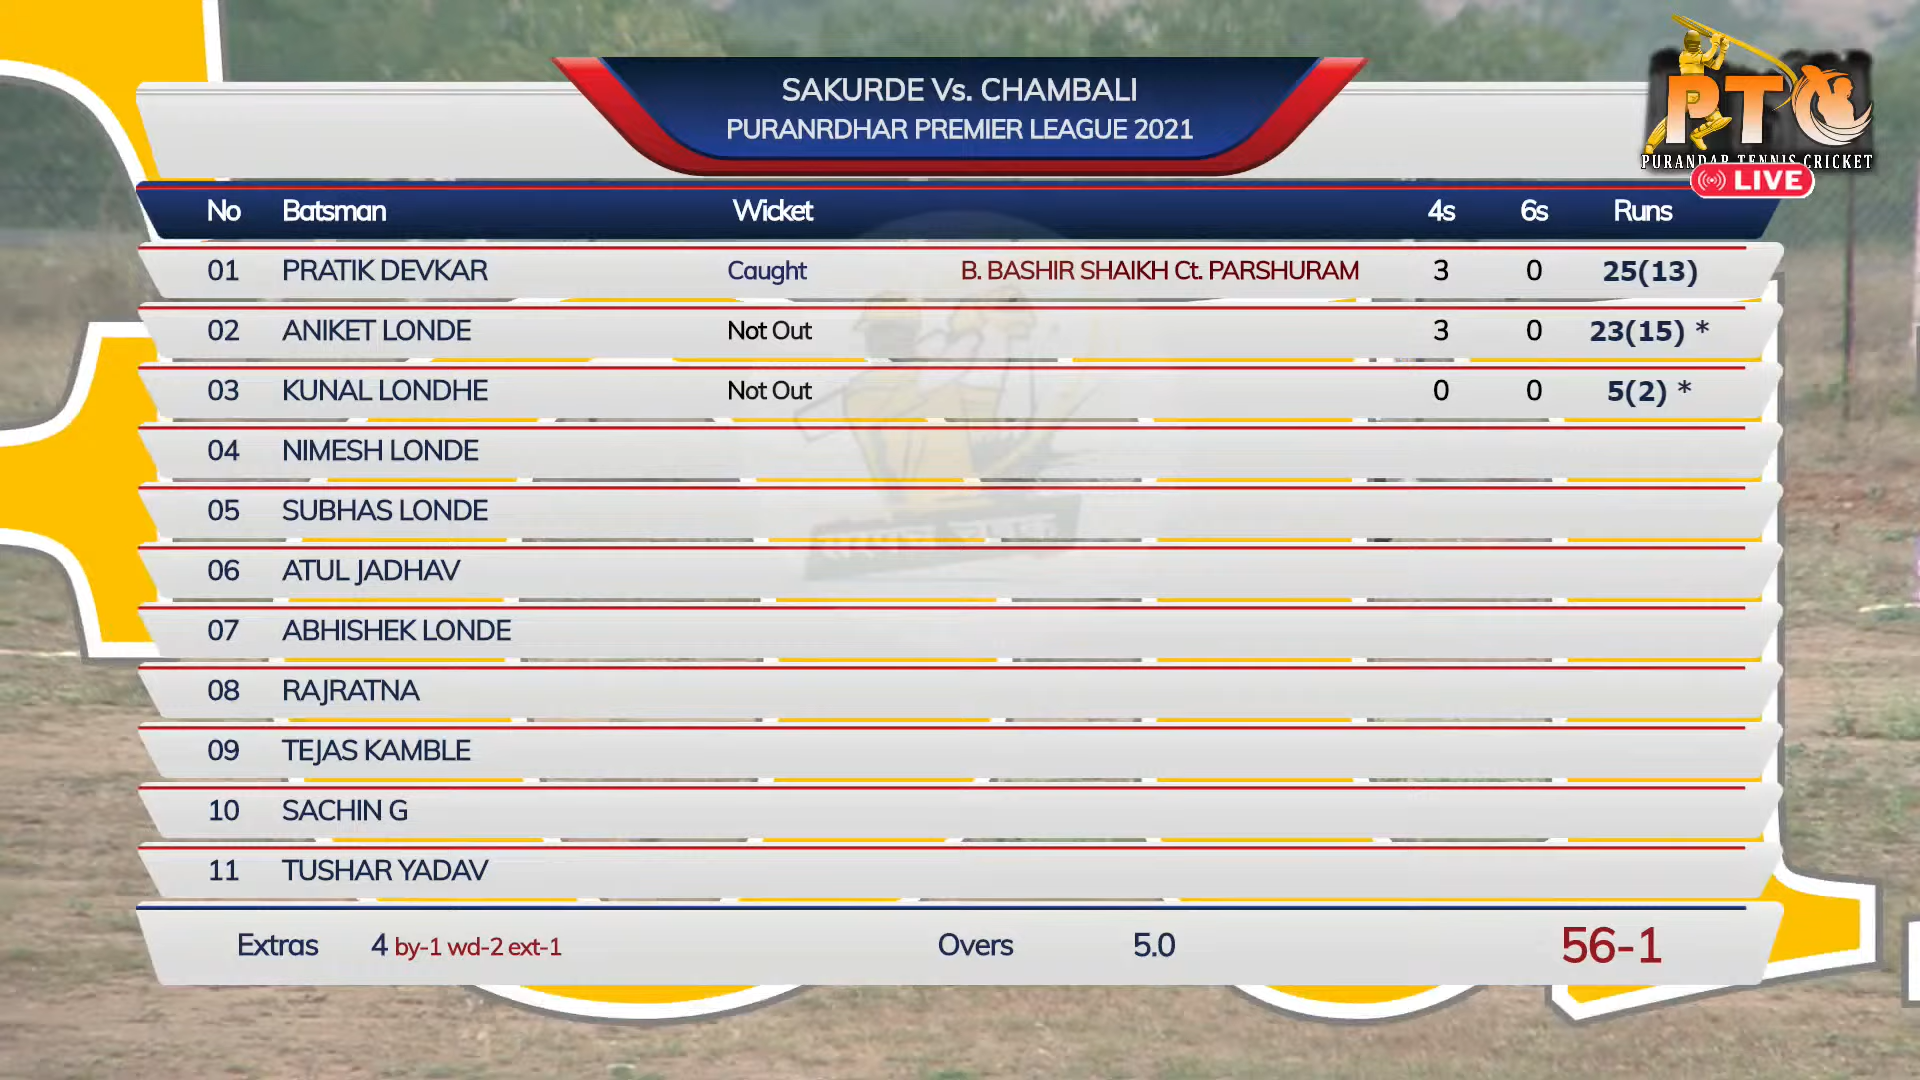 SAKURDE Vs. CHAMBALI
PURANRDHAR PREMIER LEAGUE 2021
PTC
PURANDAR TENNIS CRICKET
LIVE
No Batsman Wicket 4s 6s Runs
01 PRATIK DEVKAR Caught B. BASHIR SHAIKH Ct. PARSHURAM 3 0 25(13)
02 ANIKET LONDE Not Out 3 0 23(15) *
03 KUNAL LONDHE Not Out 0 0 5(2) *
04 NIMESH LONDE
05 SUBHAS LONDE
06 ATUL JADHAV
07 ABHISHEK LONDE
08 RAJRATNA
09 TEJAS KAMBLE
10 SACHIN G
11 TUSHAR YADAV
Extras 4 by-1 wd-2 ext-1 Overs 5.0 56-1